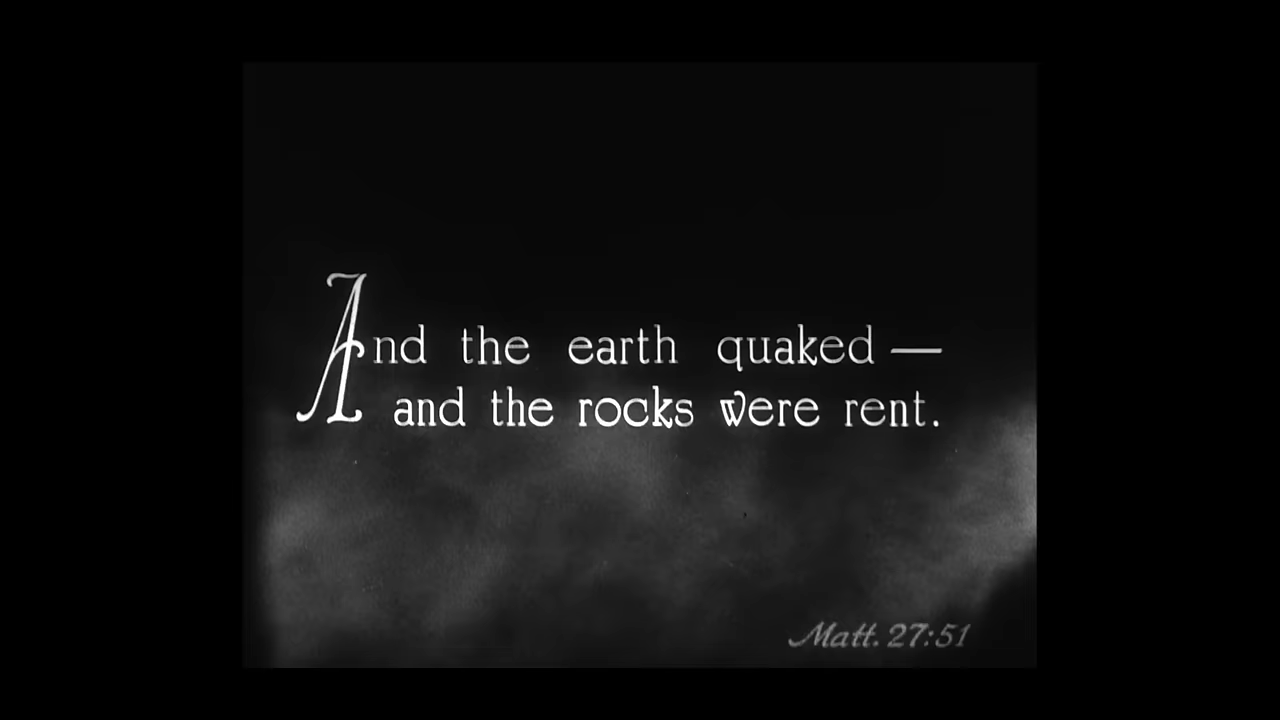 And the earth quaked —
and the rocks were rent.
Matt. 27:51